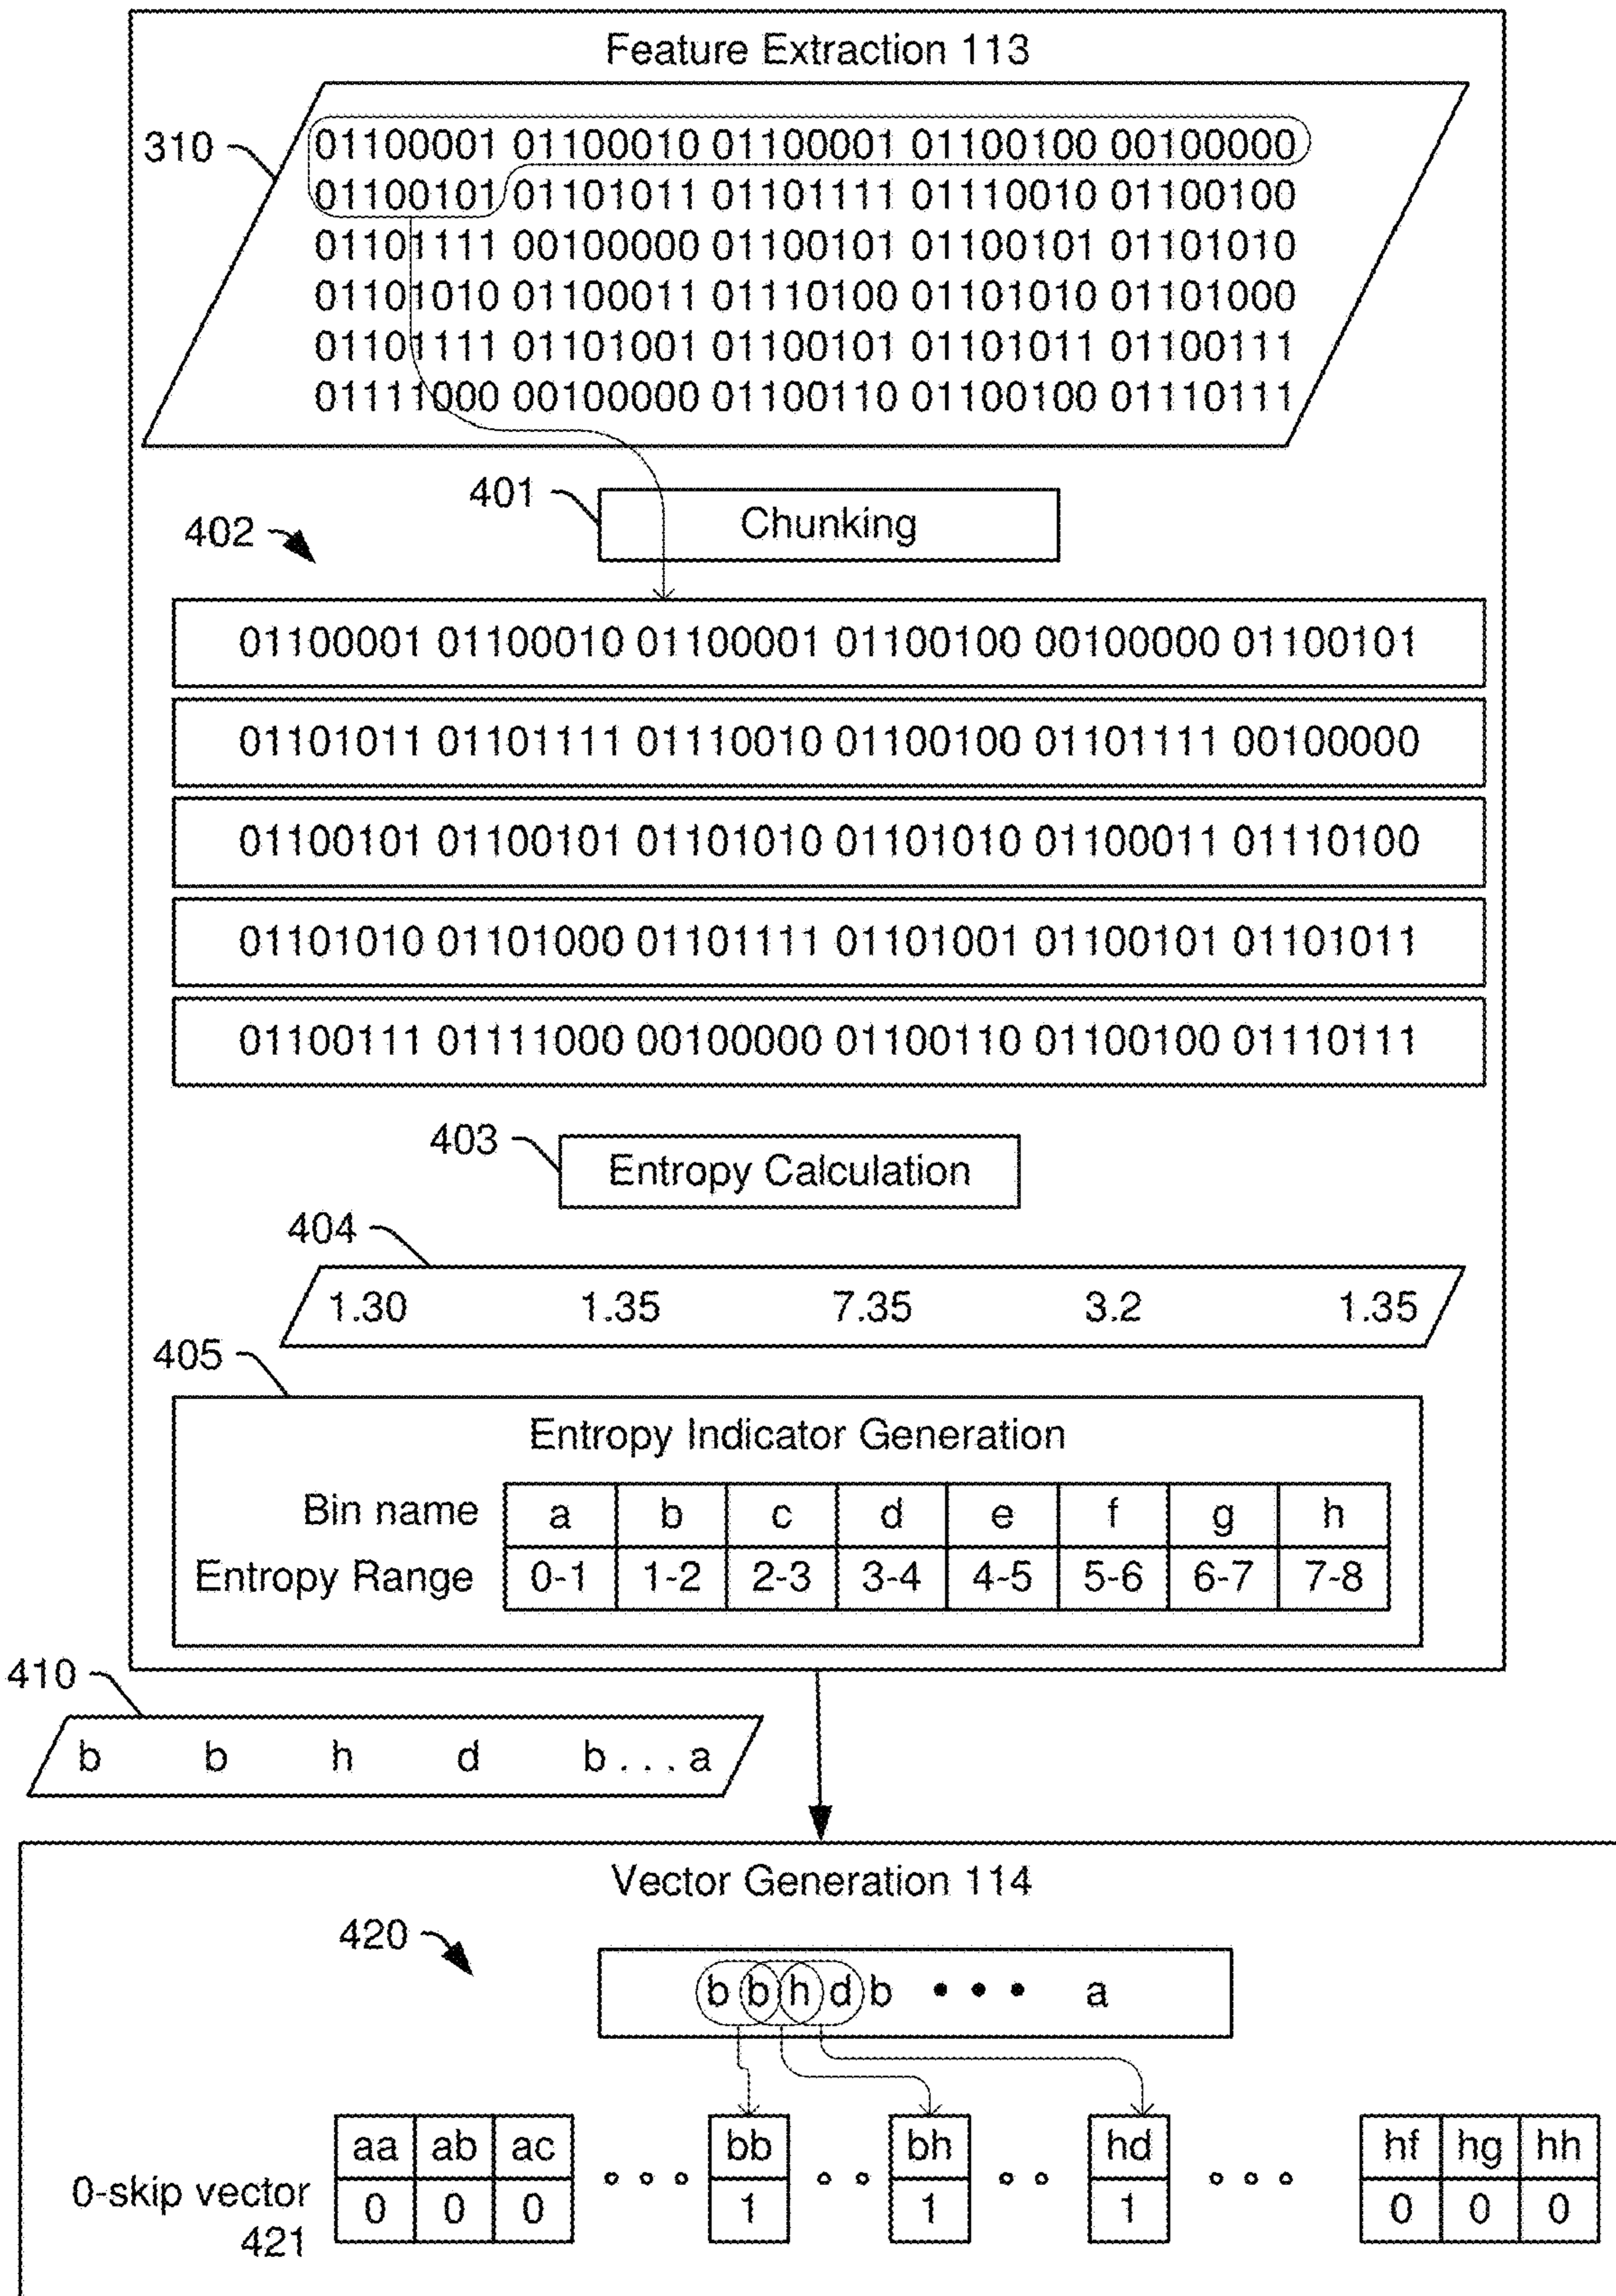 Feature Extraction 113
310
01100001 01100010 01100001 01100100 00100000
01100101 01101011 01101111 01110010 01100100
01101111 00100000 01100101 01100101 01101010
01101010 01100011 01110100 01101010 01101000
01101111 01101001 01100101 01101011 01100111
01111000 00100000 01100110 01100100 01110111
401
Chunking
402
01100001 01100010 01100001 01100100 00100000 01100101
01101011 01101111 01110010 01100100 01101111 00100000
01100101 01100101 01101010 01101010 01100011 01110100
01101010 01101000 01101111 01101001 01100101 01101011
01100111 01111000 00100000 01100110 01100100 01110111
403
Entropy Calculation
404
1.30 1.35 7.35 3.2 1.35
405
Entropy Indicator Generation
Bin name a b c d e f g h
Entropy Range 0-1 1-2 2-3 3-4 4-5 5-6 6-7 7-8
410
b b h d b . . . a
Vector Generation 114
420
b b h d b • • • a
aa ab ac bb bh hd hf hg hh
0-skip vector 0 0 0 1 1 1 0 0 0
421